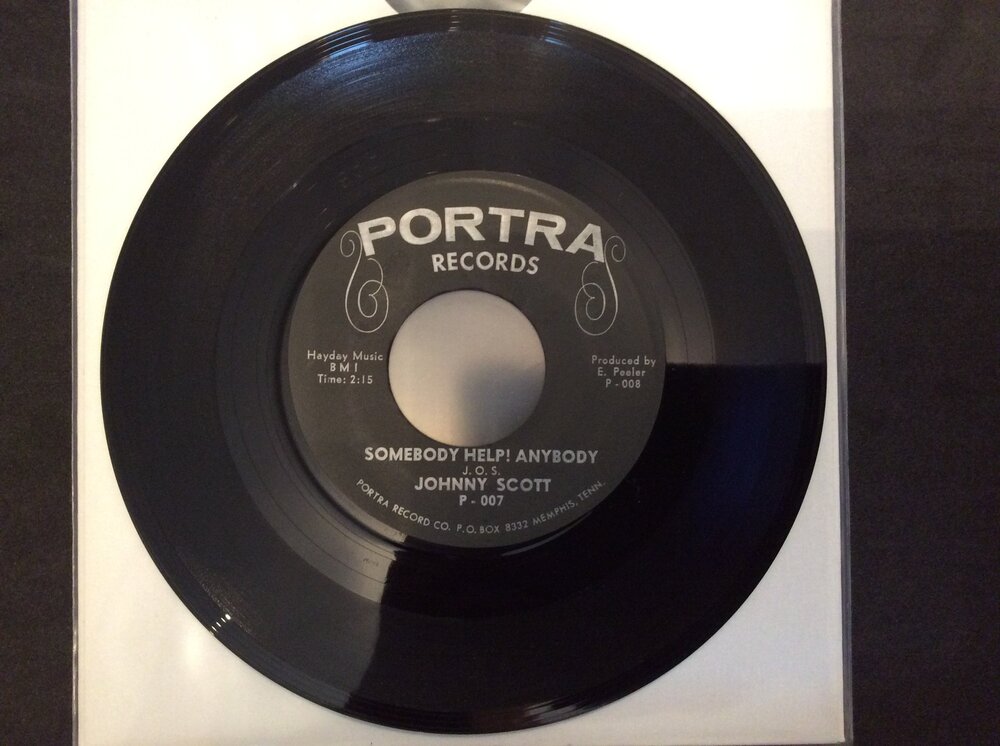 PORTRA
RECORDS
Hayday Music
BMI
Time: 2:15
Produced by
E. Peeler
P - 008
SOMEBODY HELP! ANYBODY
J. O. S.
JOHNNY SCOTT
P - 007
PORTRA RECORD CO. P.O. BOX 8332 MEMPHIS, TENN.